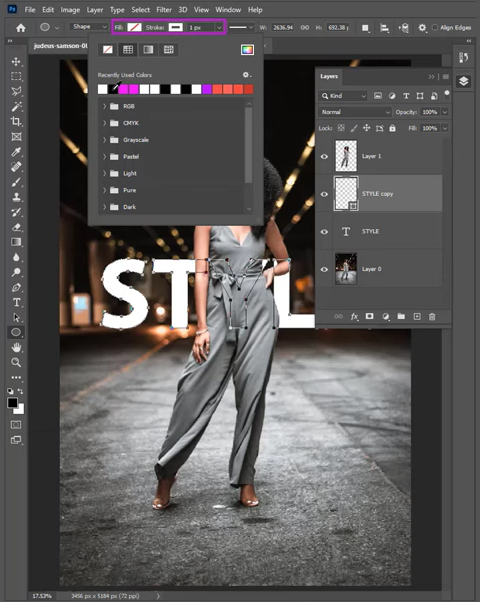 Ps File Edit Image Layer Type Select Filter 3D View Window Help
Shape Fill: Stroke: 1 px W: 2636.94 H: 692.38 Align Edges
judeus-samson-0
Recently Used Colors
RGB
CMYK
Grayscale
Pastel
Light
Pure
Dark
Layers
Kind
Normal Opacity: 100%
Lock: Fill: 100%
Layer 1
STYLE copy
T STYLE
Layer 0
STYL
17.53% 3456 px x 5184 px (72 ppi)